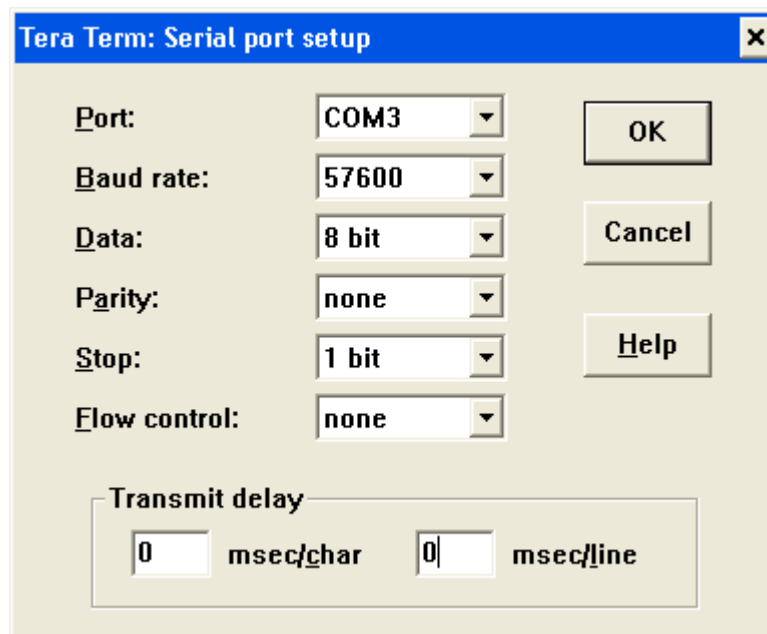 Tera Term: Serial port setup
Port: COM3 OK
Baud rate: 57600
Data: 8 bit Cancel
Parity: none
Stop: 1 bit Help
Flow control: none
Transmit delay
0 msec/char 0 msec/line